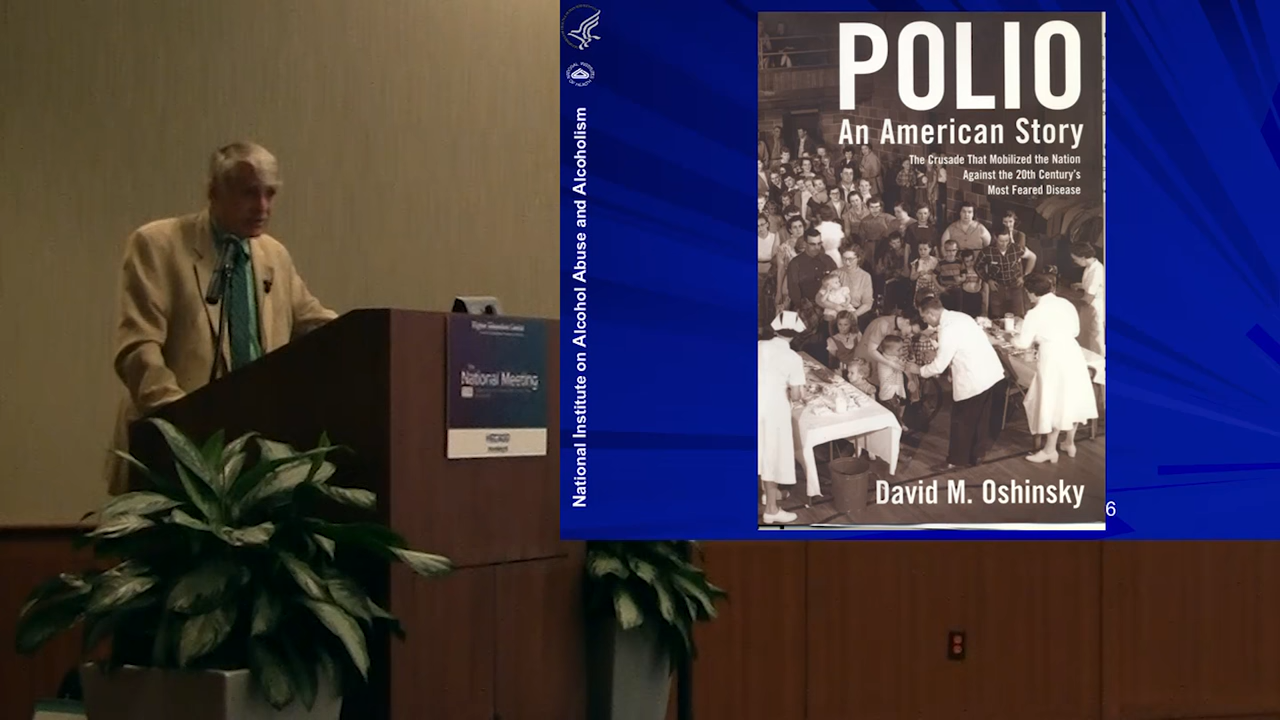 National Meeting
National Institute on Alcohol Abuse and Alcoholism
POLIO
An American Story
The Crusade That Mobilized the Nation
Against the 20th Century's
Most Feared Disease
David M. Oshinsky
6